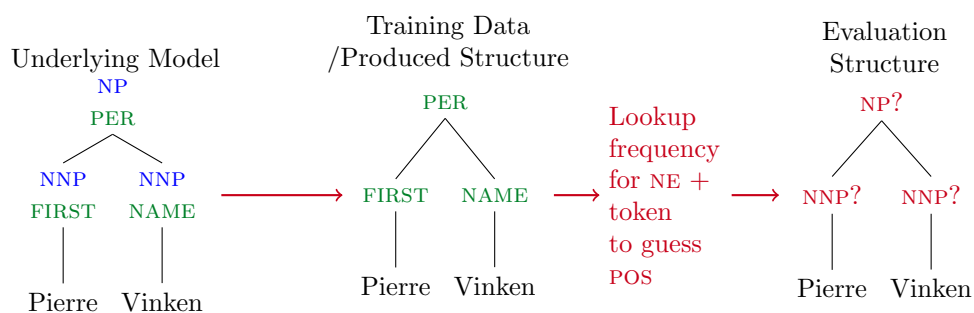 Underlying Model
NP
PER
NNP NNP
FIRST NAME
Pierre Vinken
Training Data
/Produced Structure
PER
FIRST NAME
Pierre Vinken
Lookup
frequency
for NE +
token
to guess
POS
Evaluation
Structure
NP?
NNP? NNP?
Pierre Vinken